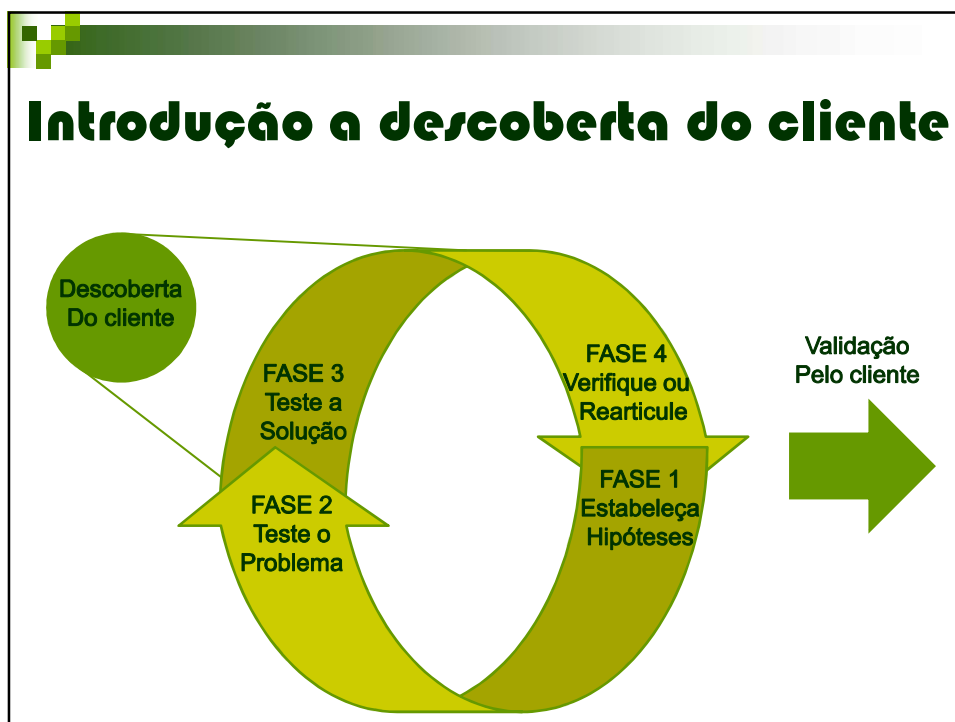 Introdução a descoberta do cliente
Descoberta
Do cliente
FASE 3
Teste a
Solução
FASE 4
Verifique ou
Rearticule
Validação
Pelo cliente
FASE 2
Teste o
Problema
FASE 1
Estabeleça
Hipóteses